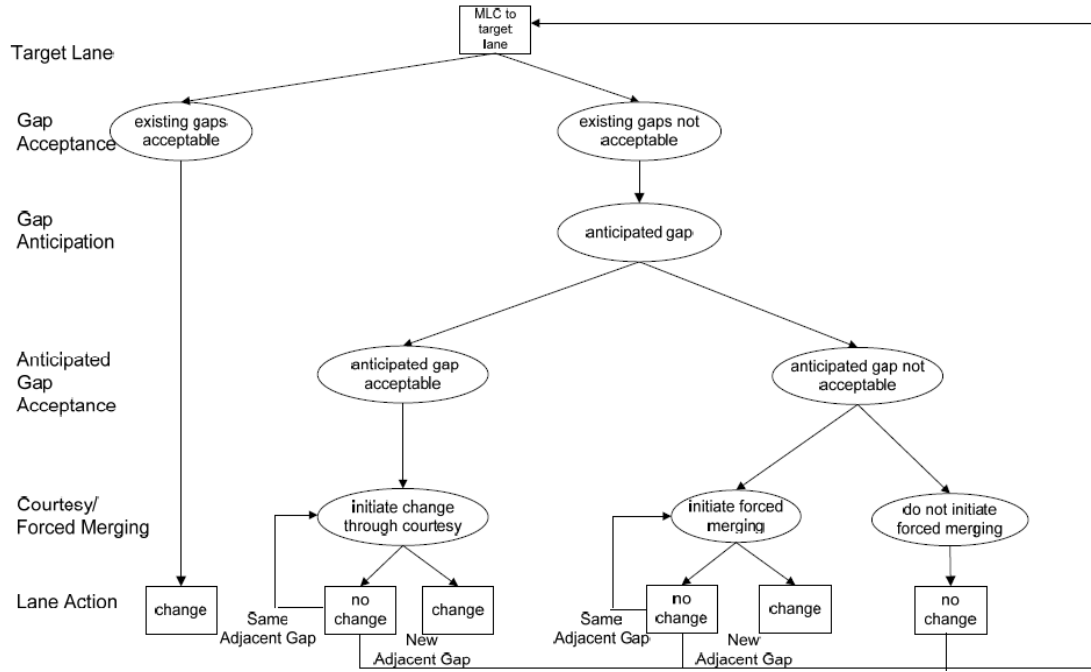 MLC to
target
lane
Target Lane
Gap
Acceptance
existing gaps
acceptable
existing gaps not
acceptable
Gap
Anticipation
anticipated gap
Anticipated
Gap
Acceptance
anticipated gap
acceptable
anticipated gap not
acceptable
Courtesy/
Forced Merging
initiate change
through courtesy
initiate forced
merging
do not initiate
forced merging
Lane Action
change
Same
Adjacent Gap
no
change
New
Adjacent Gap
change
Same
Adjacent Gap
no
change
New
Adjacent Gap
change
no
change